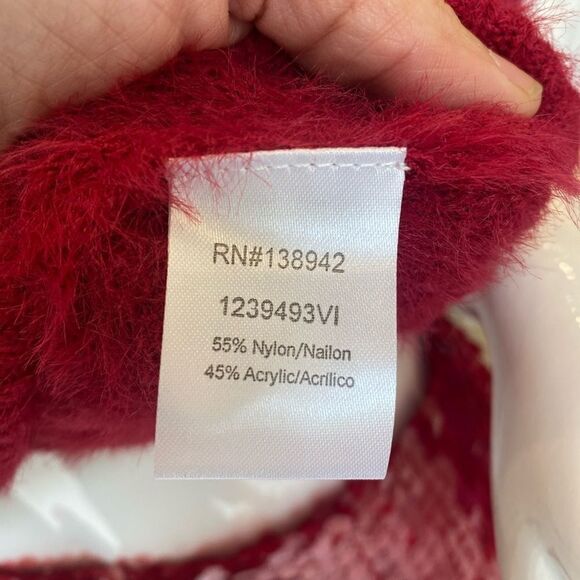 RN#138942
1239493VI
55% Nylon/Nailon
45% Acrylic/Acrílico